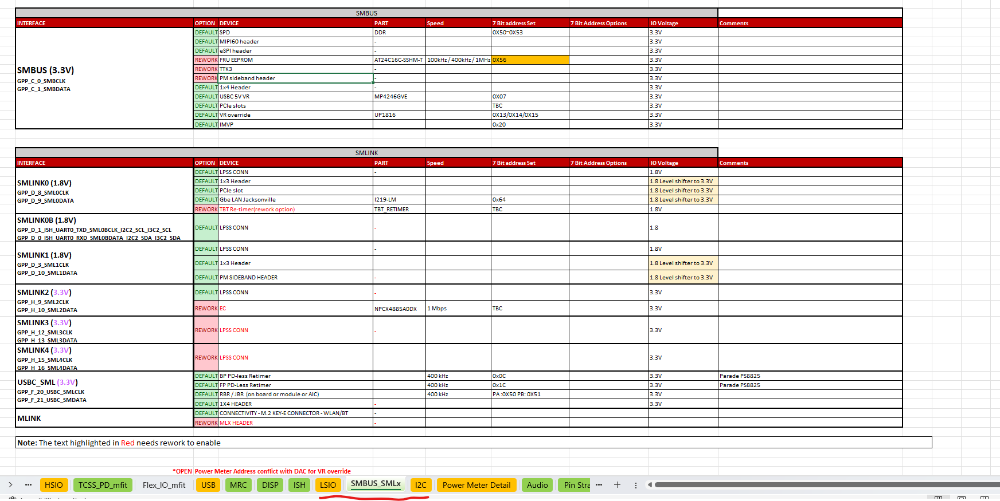 SMBUS
INTERFACE OPTION DEVICE PART Speed 7 Bit address Set 7 Bit Address Options IO Voltage Comments
SMBUS (3.3V)
GPP_C_0_SMBCLK
GPP_C_1_SMBDATA
DEFAULT SPD DDR 0X50~0X53 3.3V
DEFAULT MIPI60 header - 3.3V
DEFAULT eSPI header - 3.3V
REWORK FRU EEPROM AT24C16C-SSHM-T 100kHz / 400kHz / 1MHz 0X56 3.3V
REWORK TTK3 - 3.3V
REWORK PM sideband header - 3.3V
DEFAULT 1x4 Header - 3.3V
DEFAULT USBC 5V VR MP4246GVE 0X07 3.3V
DEFAULT PCIe slots TBC 3.3V
DEFAULT VR override UP1816 0X13/0X14/0X15 3.3V
DEFAULT IMVP 0x20 3.3V
SMLINK
INTERFACE OPTION DEVICE PART Speed 7 Bit address Set 7 Bit Address Options IO Voltage Comments
SMLINK0 (1.8V)
GPP_D_8_SML0CLK
GPP_D_9_SML0DATA
DEFAULT LPSS CONN - 1.8V
DEFAULT 1x3 Header 1.8 Level shifter to 3.3V
DEFAULT PCIe slot 1.8 Level shifter to 3.3V
DEFAULT Gbe LAN Jacksonville I219-LM 0x64 1.8 Level shifter to 3.3V
REWORK TBT Re-timer(rework option) TBT_RETIMER TBC 1.8V
SMLINK0B (1.8V)
GPP_D_1_ISH_UART0_TXD_SML0BCLK_I2C2_SCL_I3C2_SCL
GPP_D_0_ISH_UART0_RXD_SML0BDATA_I2C2_SDA_I3C2_SDA
DEFAULT LPSS CONN - 1.8
SMLINK1 (1.8V)
GPP_D_3_SML1CLK
GPP_D_10_SML1DATA
DEFAULT LPSS CONN - 1.8V
DEFAULT 1x3 Header 1.8 Level shifter to 3.3V
DEFAULT PM SIDEBAND HEADER - 1.8 Level shifter to 3.3V
SMLINK2 (3.3V)
GPP_H_9_SML2CLK
GPP_H_10_SML2DATA
DEFAULT LPSS CONN - 3.3V
REWORK EC NPCX4885A0DX 1 Mbps TBC 3.3V
SMLINK3 (3.3V)
GPP_H_12_SML3CLK
GPP_H_13_SML3DATA
REWORK LPSS CONN - 3.3V
SMLINK4 (3.3V)
GPP_H_15_SML4CLK
GPP_H_16_SML4DATA
REWORK LPSS CONN 3.3V
USBC_SML (3.3V)
GPP_F_20_USBC_SMLCLK
GPP_F_21_USBC_SMDATA
DEFAULT BP PD-less Retimer 400 kHz 0x0C 3.3V Parade PS8825
DEFAULT FP PD-Less Retimer 400 kHz 0x1C 3.3V Parade PS8825
DEFAULT RBR / JBR (on board or module or AIC) 400 kHz PA :0X50 PB: 0X51 3.3V
DEFAULT 1X4 HEADER - 3.3V
MLINK
DEFAULT CONNECTIVITY - M.2 KEY-E CONNECTOR - WLAN/BT -
REWORK MLX HEADER -
Note: The text highlighted in Red needs rework to enable
*OPEN Power Meter Address conflict with DAC for VR override
HSIO TCSS_PD_mfit Flex_IO_mfit USB MRC DISP ISH LSIO SMBUS_SMLx I2C Power Meter Detail Audio Pin Stra